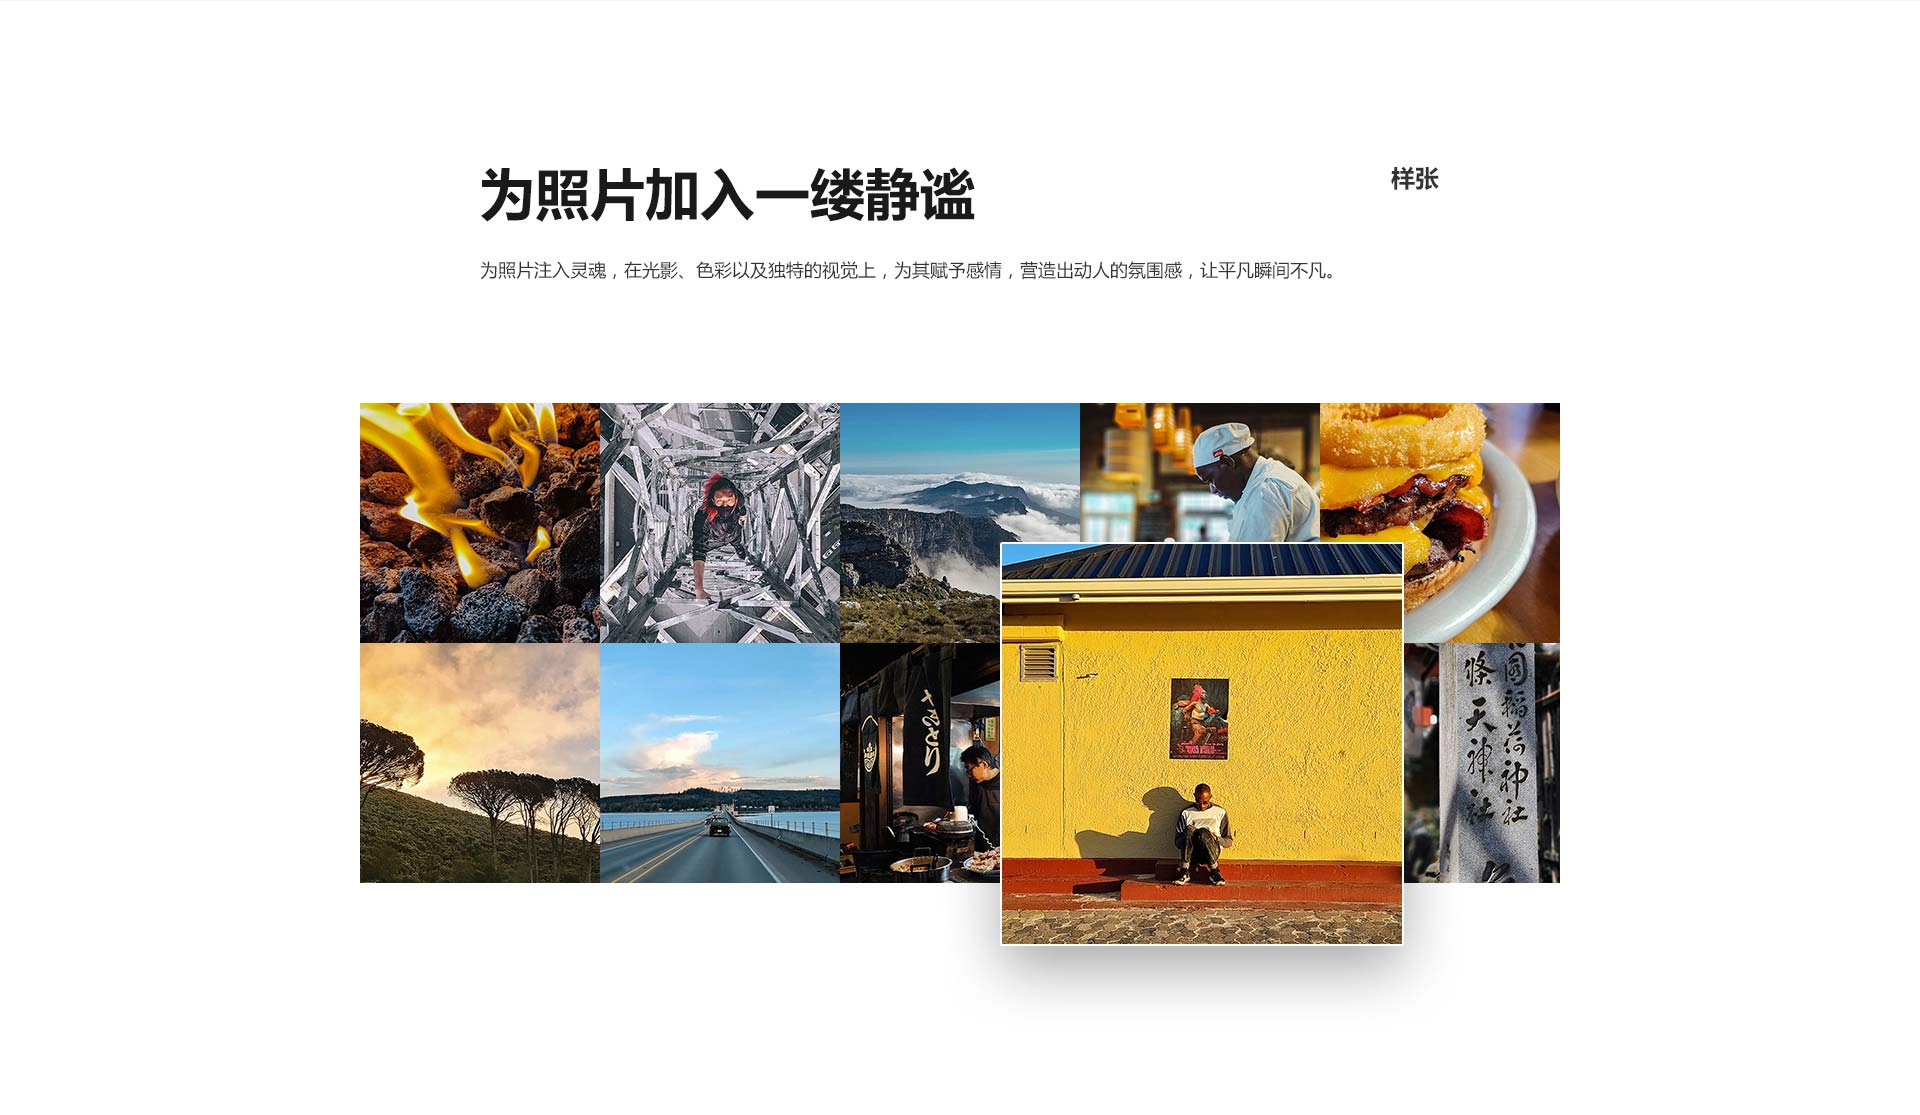 为照片加入一缕静谧
样张
为照片注入灵魂，在光影、色彩以及独特的视觉上，为其赋予感情，营造出动人的氛围感，让平凡瞬间不凡。
條天神社
園稲荷神社